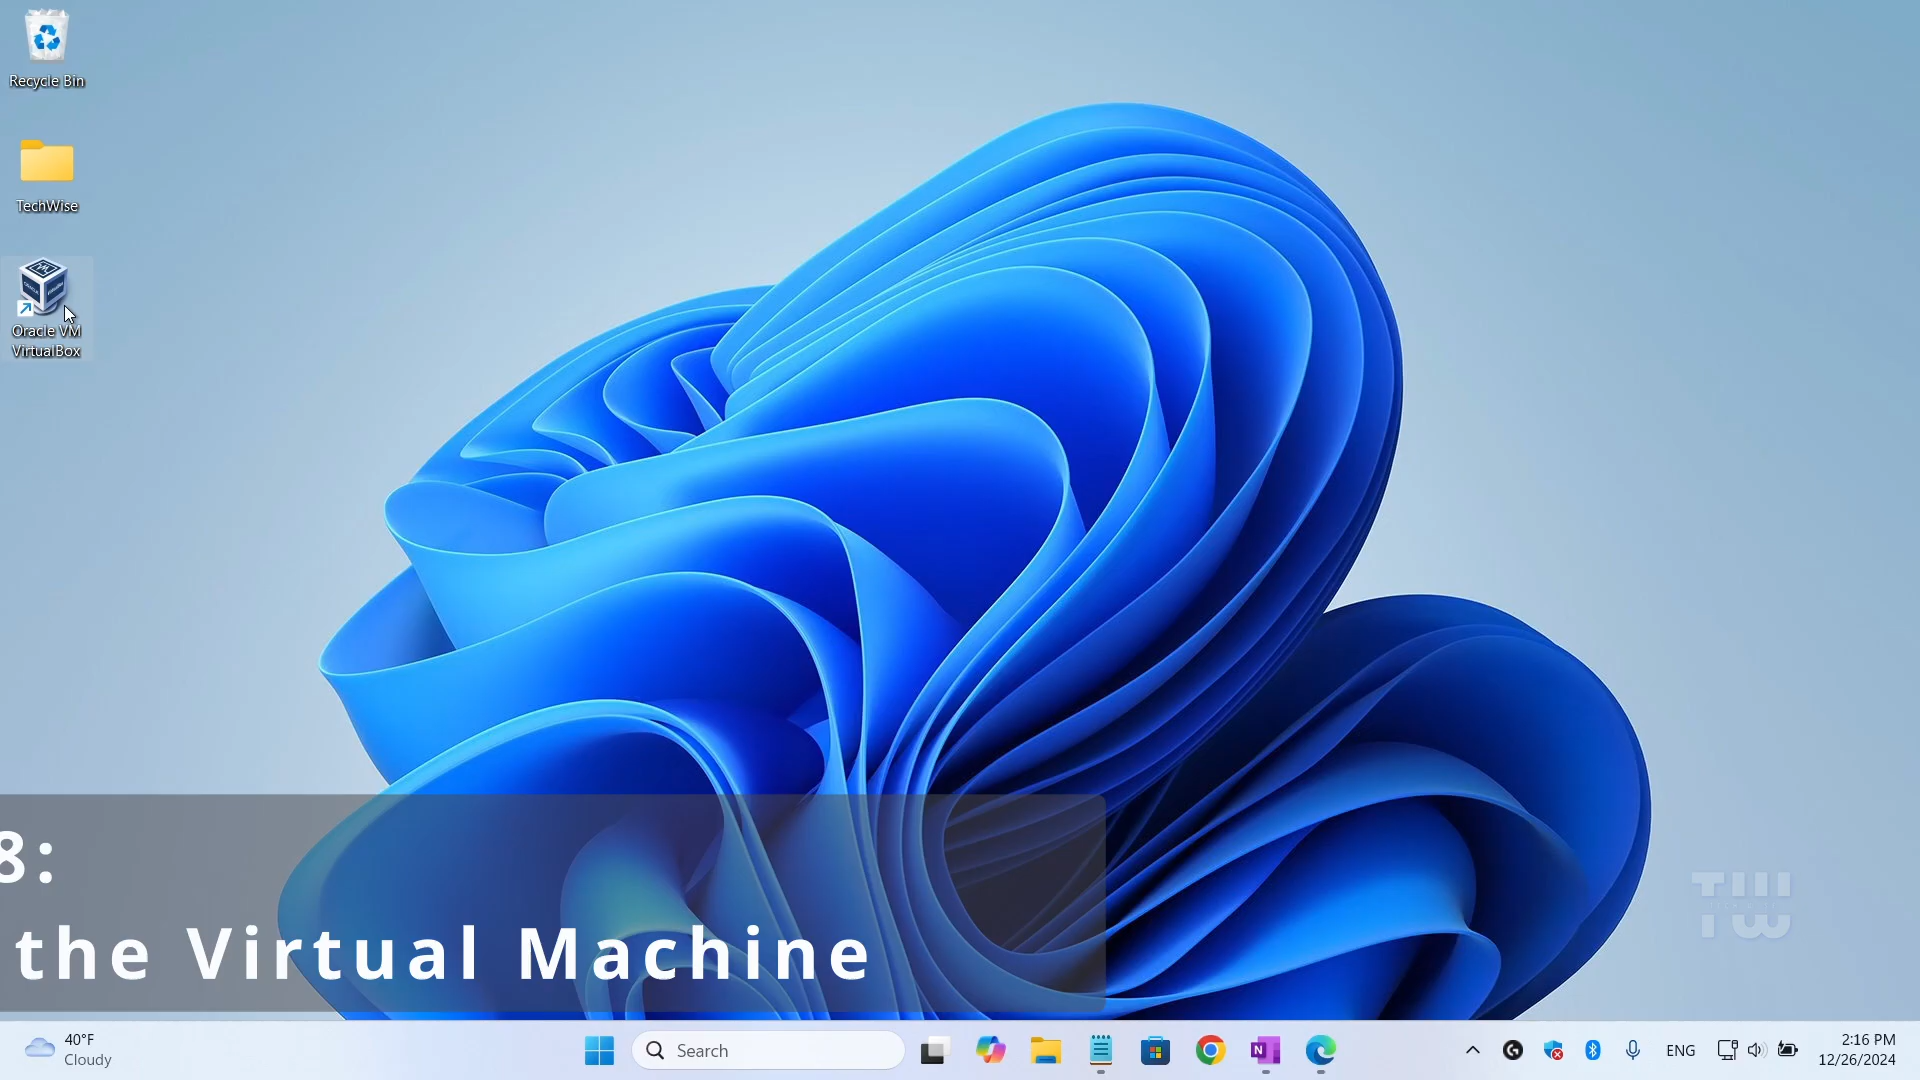 Recycle Bin
TechWise
Oracle VM
VirtualBox
8:
the Virtual Machine
TW
40°F
Cloudy
Search
ENG
2:16 PM
12/26/2024